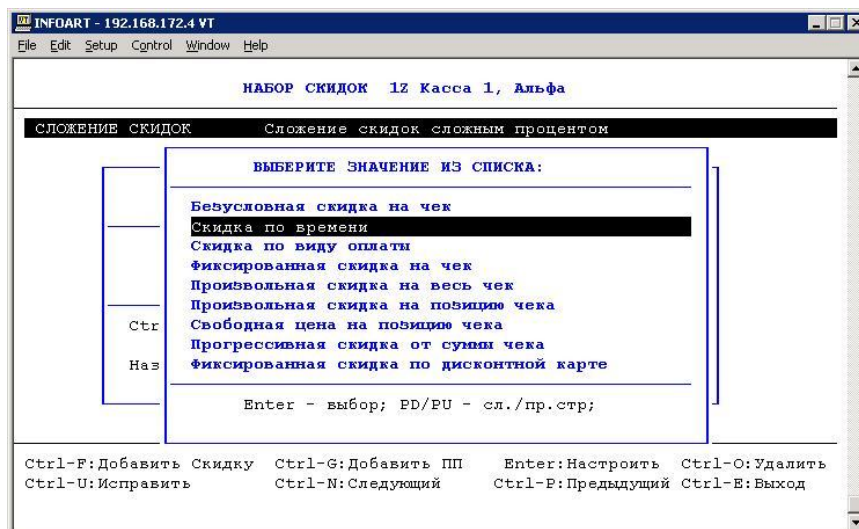 INFOART - 192.168.172.4 VT
File Edit Setup Control Window Help
НАБОР СКИДОК 1Z Касса 1, Альфа
СЛОЖЕНИЕ СКИДОК Сложение скидок сложным процентом
ВЫБЕРИТЕ ЗНАЧЕНИЕ ИЗ СПИСКА:
Безусловная скидка на чек
Скидка по времени
Скидка по виду оплаты
Фиксированная скидка на чек
Произвольная скидка на весь чек
Произвольная скидка на позицию чека
Ctr Свободная цена на позицию чека
Прогрессивная скидка от суммы чека
Наз Фиксированная скидка по дисконтной карте
Enter - выбор; PD/PU - сл./пр.стр;
Ctrl-F:Добавить Скидку Ctrl-G:Добавить ПП Enter:Настроить Ctrl-O:Удалить
Ctrl-U:Исправить Ctrl-N:Следующий Ctrl-P:Предыдущий Ctrl-E:Выход